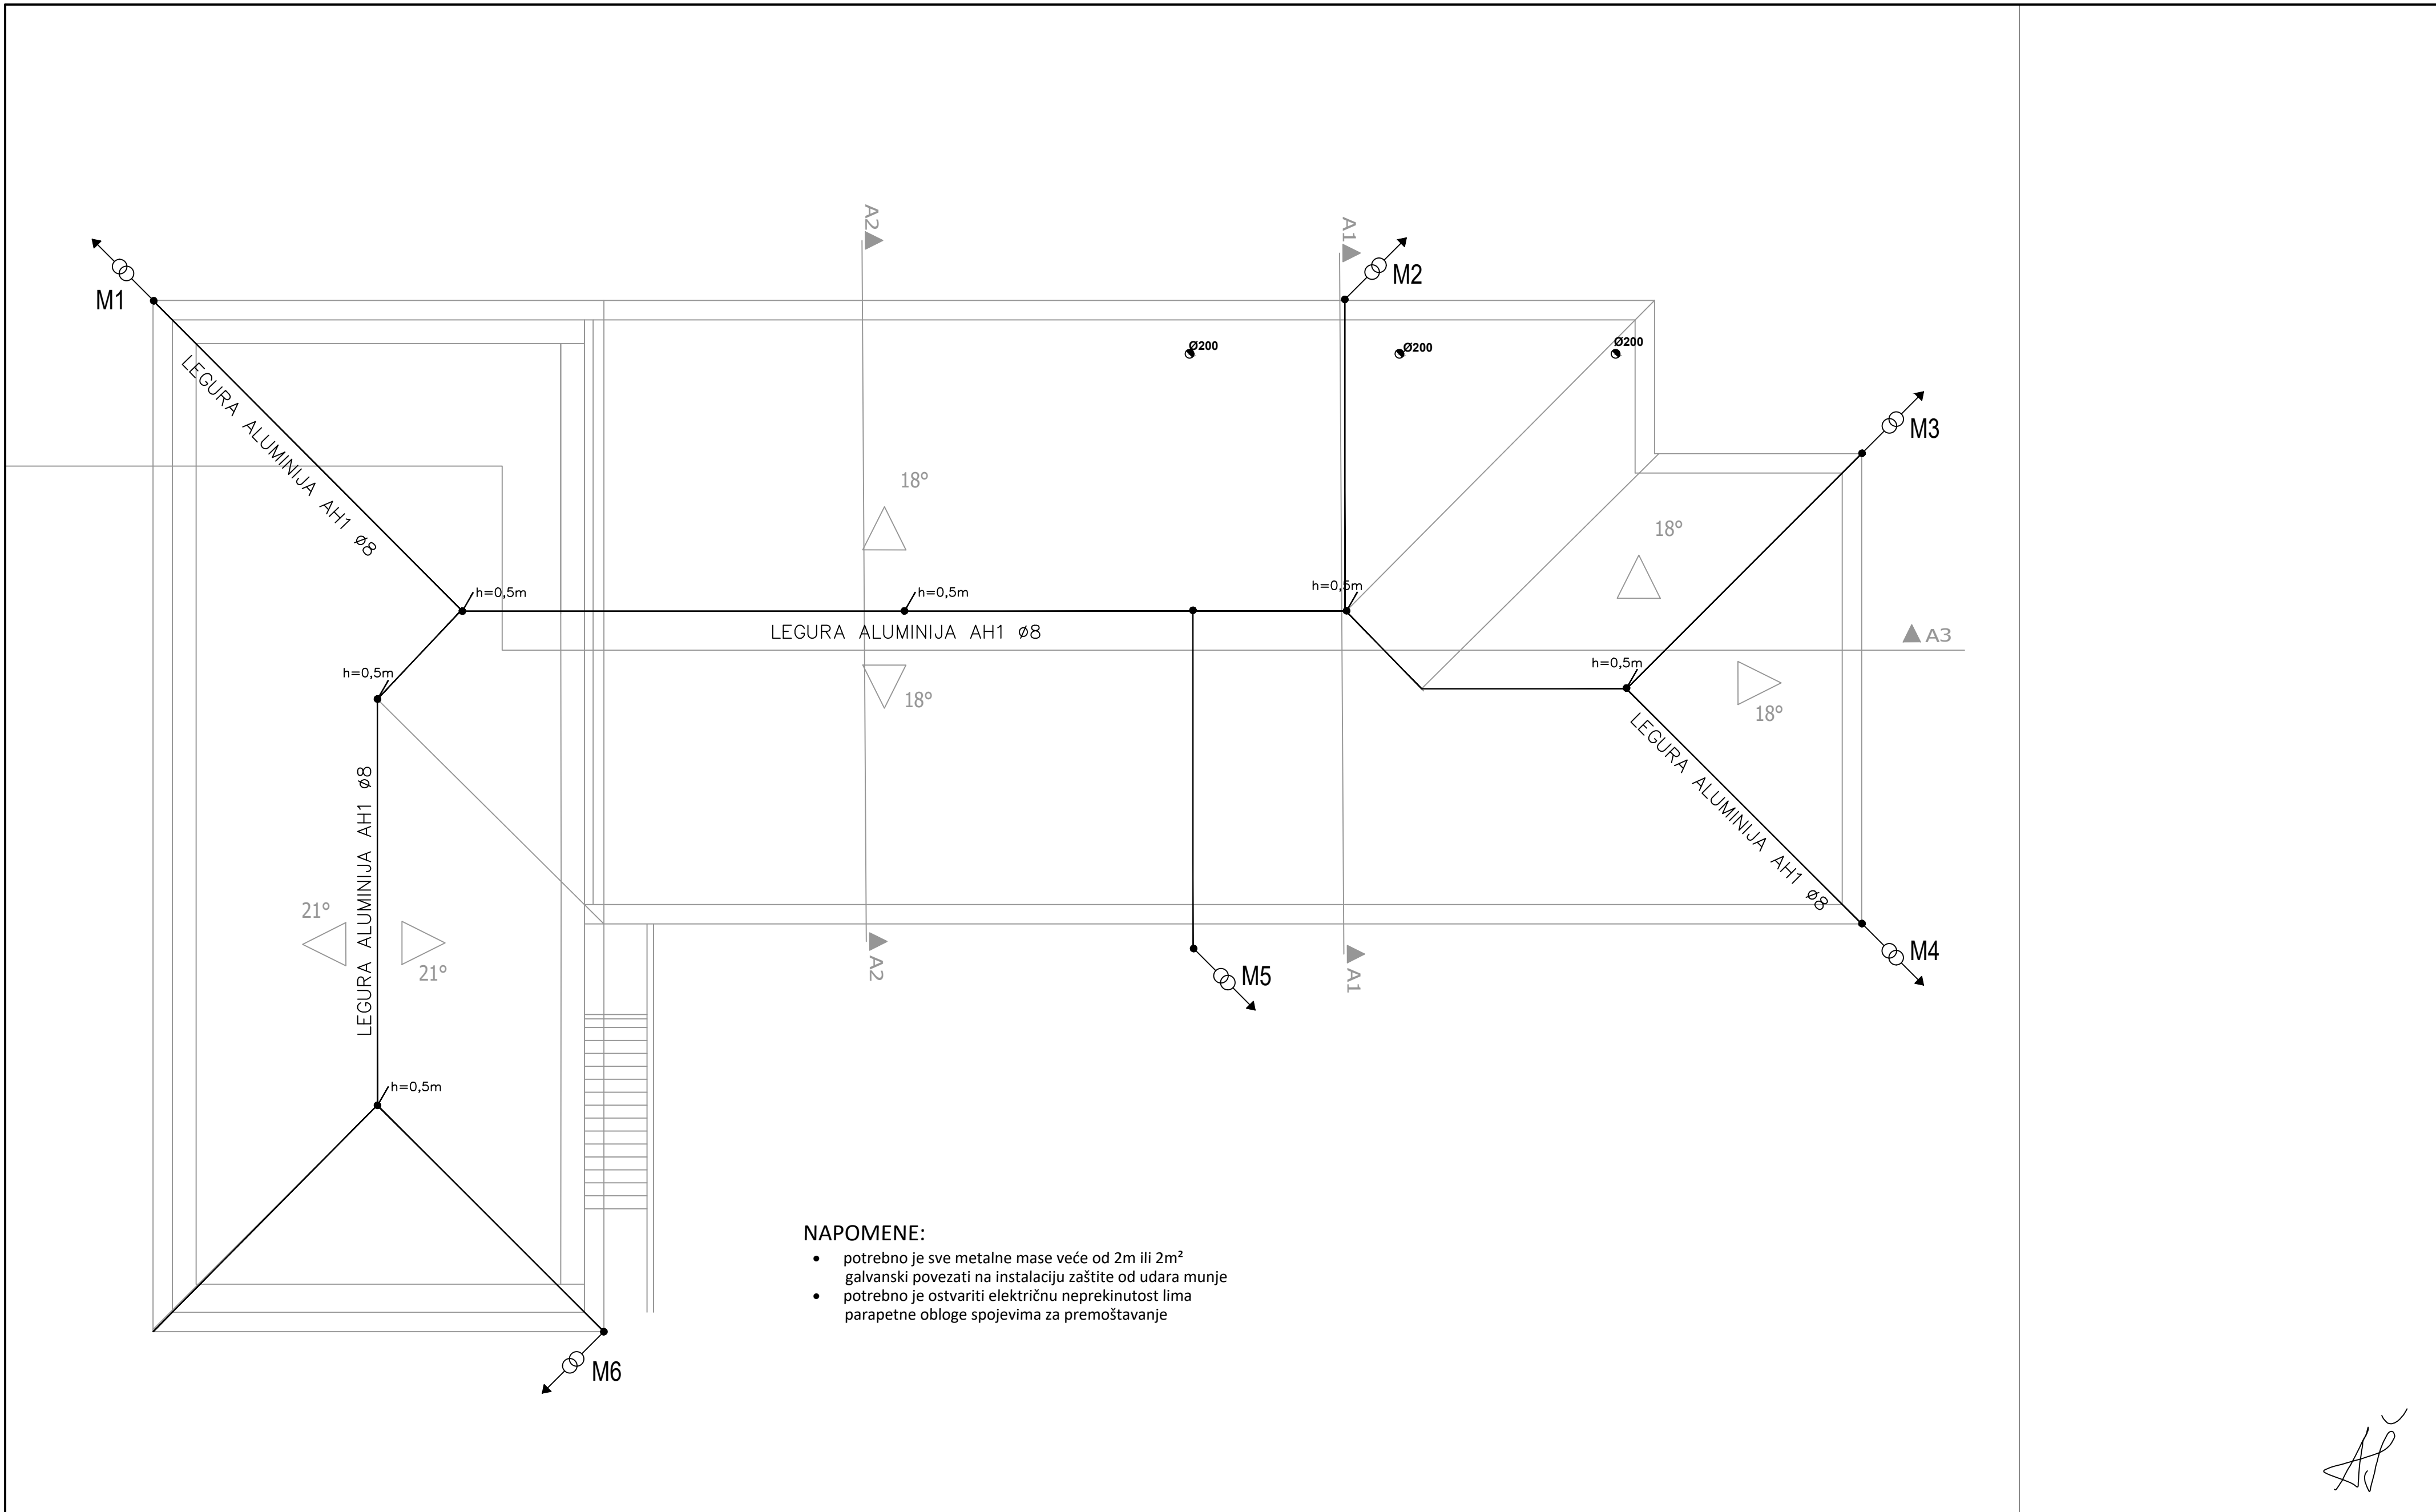 A2
A1
M1
M2
Ø200
Ø200
Ø200
M3
LEGURA ALUMINIJA AH1 ø8
18°
18°
h=0,5m
h=0,5m
h=0,5m
LEGURA ALUMINIJA AH1 ø8
A3
h=0,5m
h=0,5m
18°
18°
LEGURA ALUMINIJA AH1 ø8
LEGURA ALUMINIJA AH1 ø8
21°
21°
A2
A1
M5
M4
h=0,5m
NAPOMENE:
• potrebno je sve metalne mase veće od 2m ili 2m²
galvanski povezati na instalaciju zaštite od udara munje
• potrebno je ostvariti električnu neprekinutost lima
parapetne obloge spojevima za premoštavanje
M6